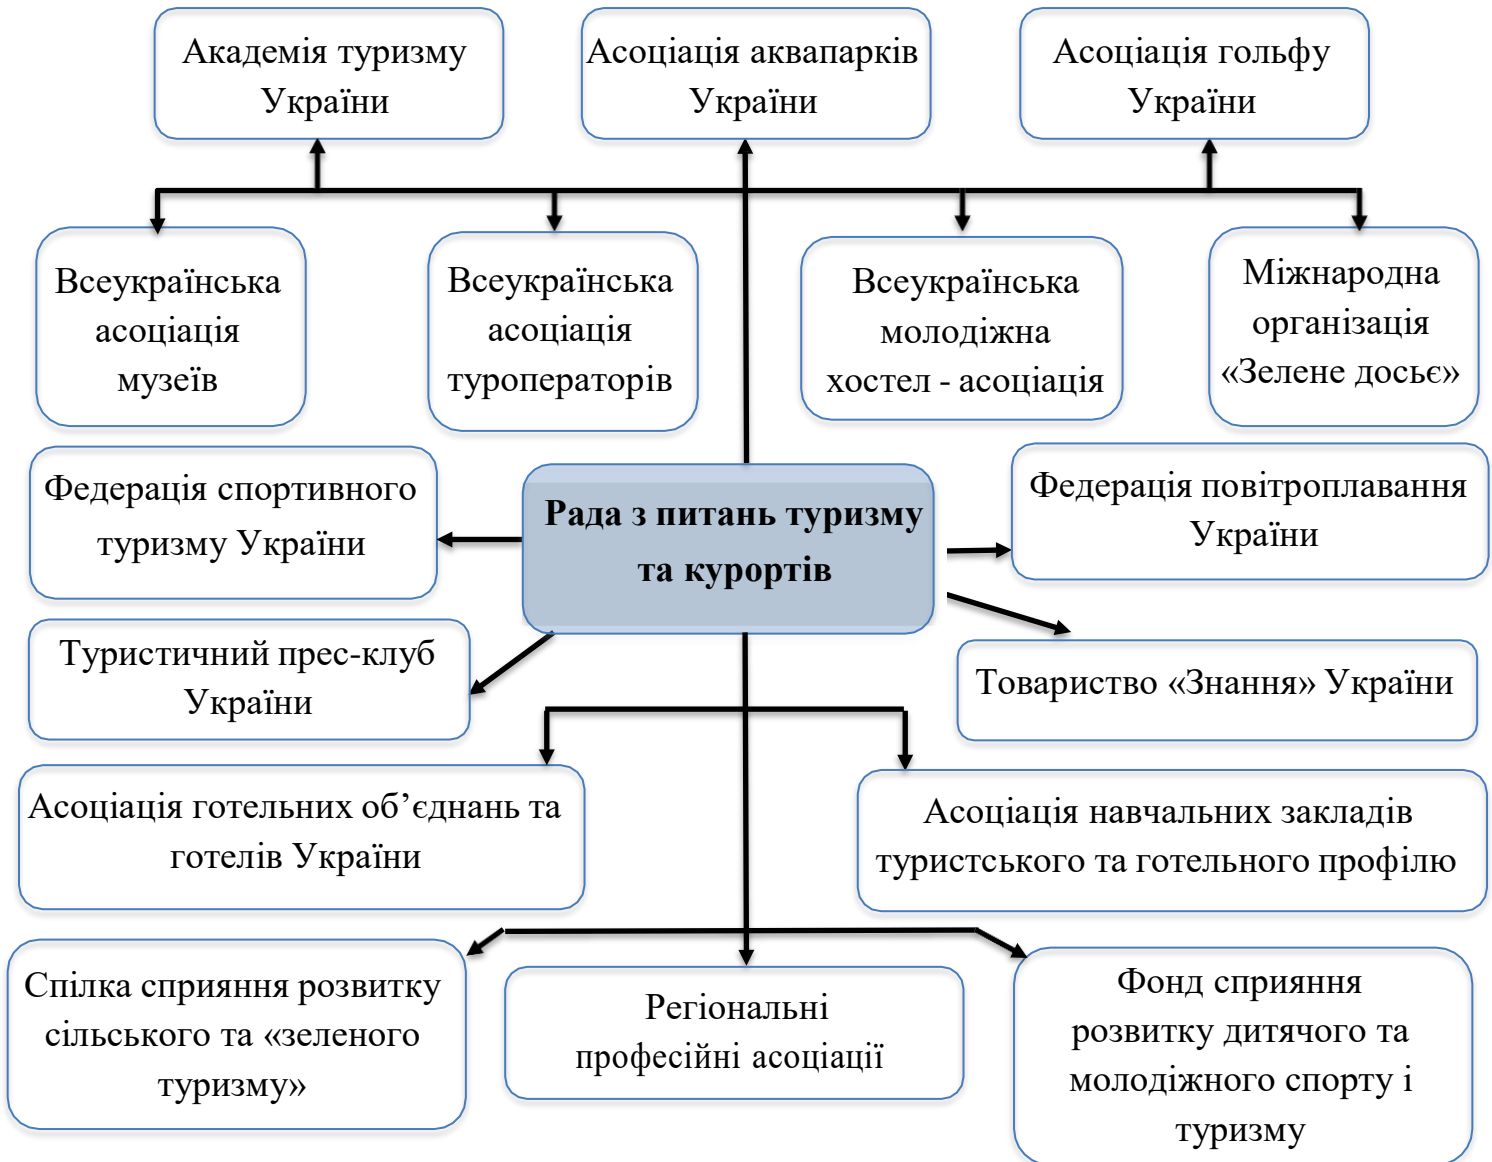 Академія туризму
України
Асоціація аквапарків
України
Асоціація гольфу
України
Всеукраїнська
асоціація
музеїв
Всеукраїнська
асоціація
туроператорів
Всеукраїнська
молодіжна
хостел - асоціація
Міжнародна
організація
«Зелене досьє»
Федерація спортивного
туризму України
Рада з питань туризму
та курортів
Федерація повітроплавання
України
Туристичний прес-клуб
України
Товариство «Знання» України
Асоціація готельних об’єднань та
готелів України
Асоціація навчальних закладів
туристського та готельного профілю
Спілка сприяння розвитку
сільського та «зеленого
туризму»
Регіональні
професійні асоціації
Фонд сприяння
розвитку дитячого та
молодіжного спорту і
туризму